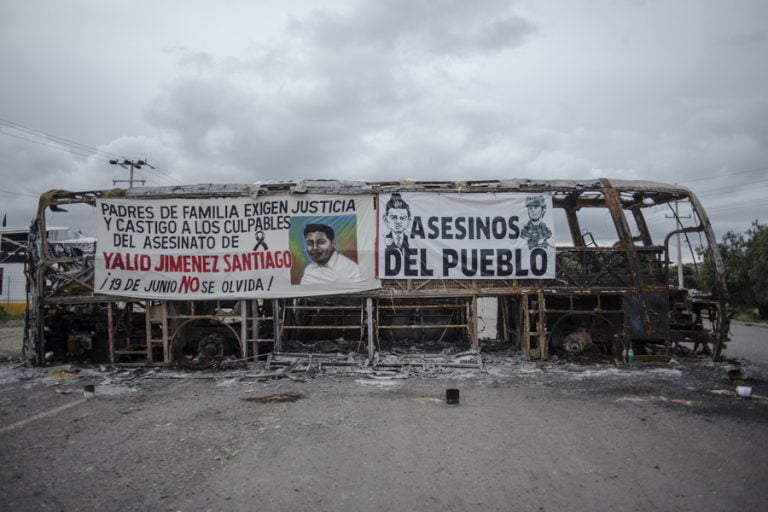 PADRES DE FAMILIA EXIGEN JUSTICIA
Y CASTIGO A LOS CULPABLES
DEL ASESINATO DE
YALID JIMENEZ SANTIAGO
¡19 DE JUNIO NO SE OLVIDA!
ASESINOS
DEL PUEBLO